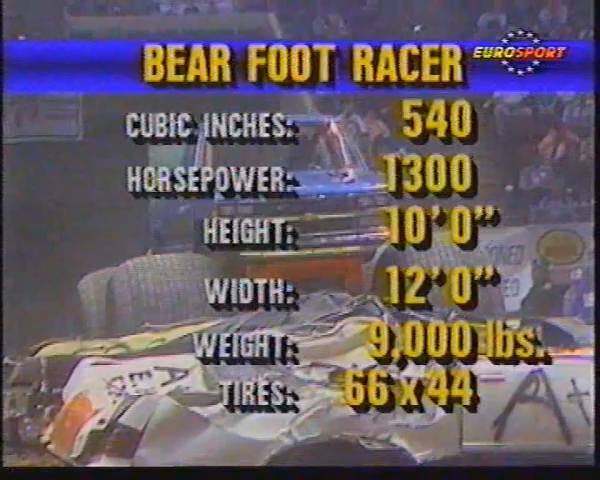 BEAR FOOT RACER
EUROSPORT
CUBIC INCHES: 540
HORSEPOWER: 1300
HEIGHT: 10'0"
WIDTH: 12'0"
WEIGHT: 9,000 lbs.
TIRES: 66 x 44
A+